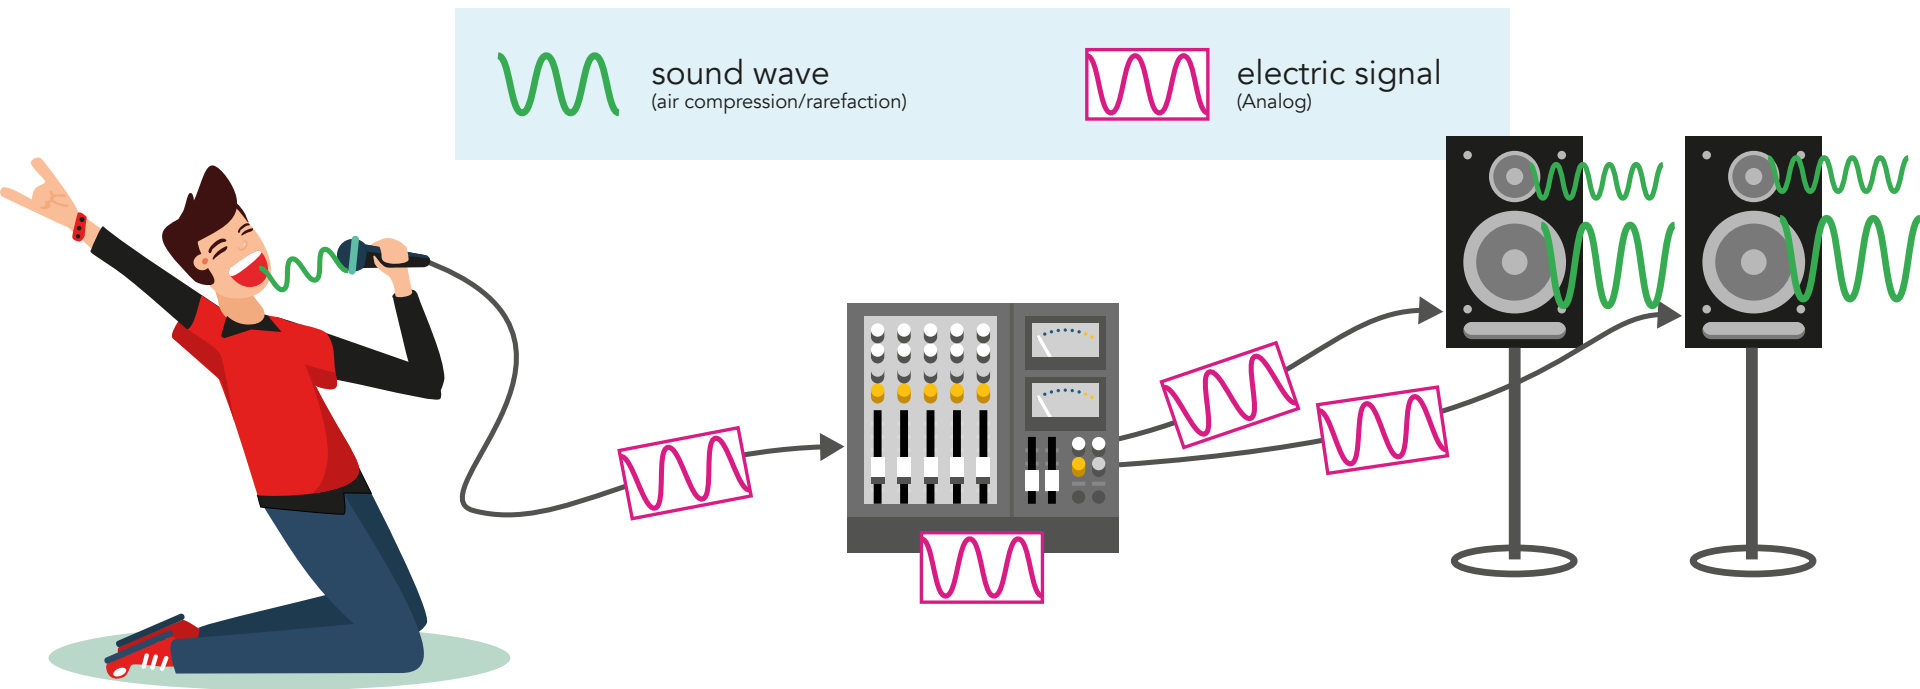 sound wave
(air compression/rarefaction)
electric signal
(Analog)